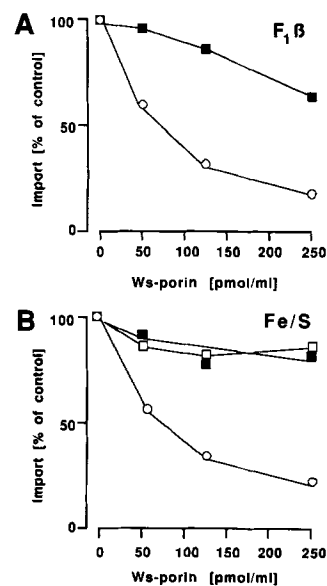 A
F₁ß
100
50
0
Import [% of control]
0 50 100 150 200 250
Ws-porin [pmol/ml]
B
Fe/S
100
50
0
Import [% of control]
0 50 100 150 200 250
Ws-porin [pmol/ml]